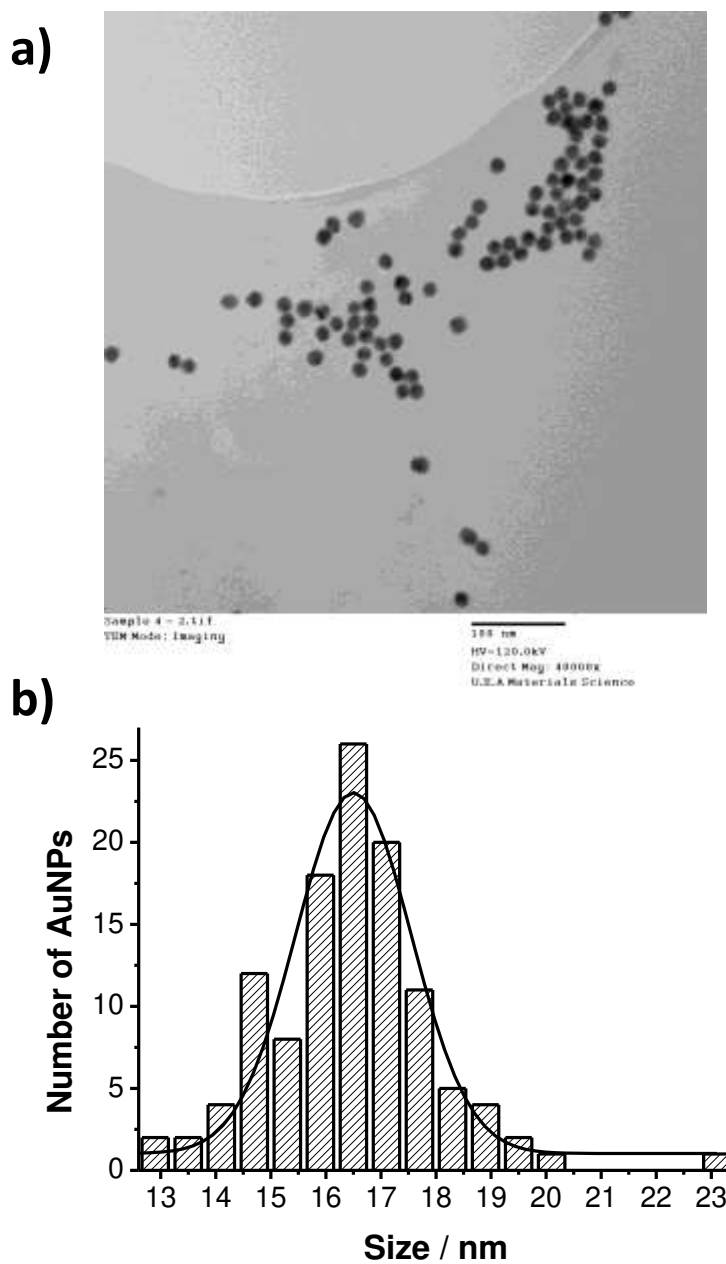 a)
Sample 4 - 2.tif
TEM Mode: Imaging
100 nm
HV=120.0kV
Direct Mag: 40000x
U.E.A Materials Science
b)
25
20
15
10
5
0
Number of AuNPs
13 14 15 16 17 18 19 20 21 22 23
Size / nm